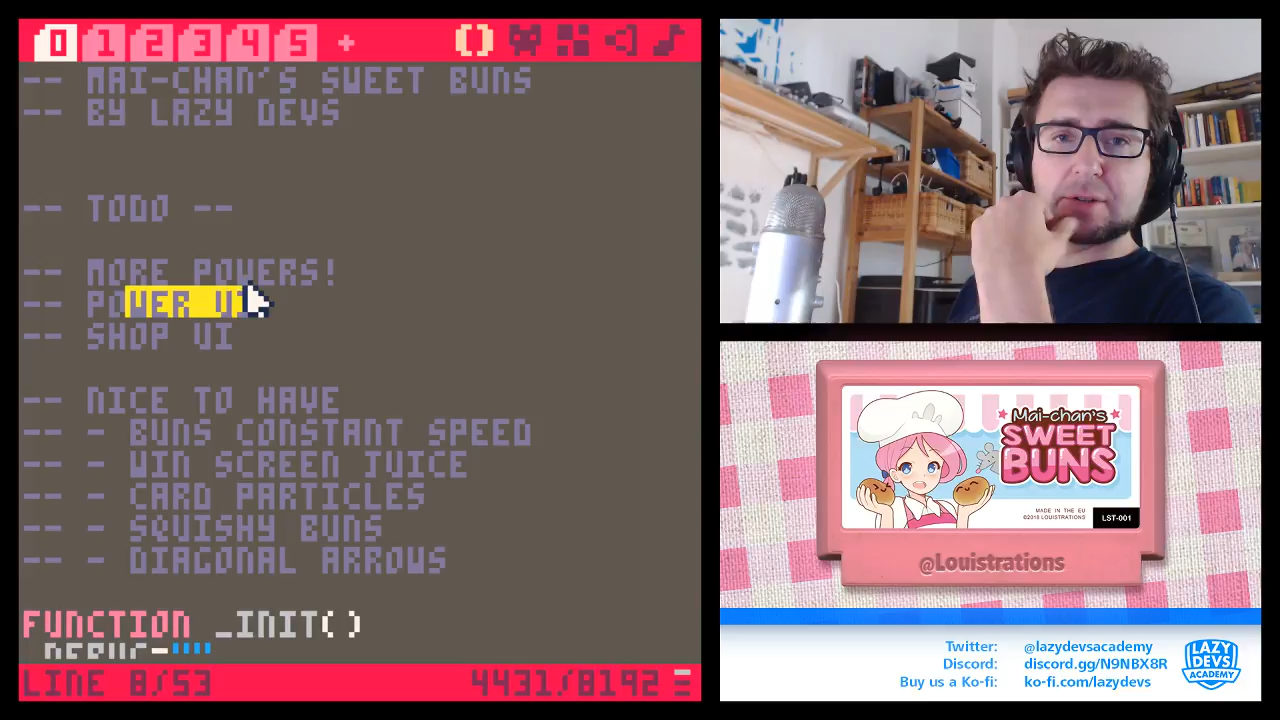 0 1 2 3 4 5 +
-- MAI-CHAN'S SWEET BUNS
-- BY LAZY DEVS
-- TODO --
-- MORE POWERS!
-- POWER UI
-- SHOP UI
-- NICE TO HAVE
-- - BUNS CONSTANT SPEED
-- - WIN SCREEN JUICE
-- - CARD PARTICLES
-- - SQUISHY BUNS
-- - DIAGONAL ARROWS
FUNCTION _INIT()
DEBUG=""
LINE 8/53
4431/8192
Mai-chan's
SWEET
BUNS
MADE IN THE EU
©2018 LOUISTRATIONS
LST-001
@Louistrations
Twitter: @lazydevsacademy
Discord: discord.gg/N9NBX8R
Buy us a Ko-fi: ko-fi.com/lazydevs
LAZY
DEVS
ACADEMY